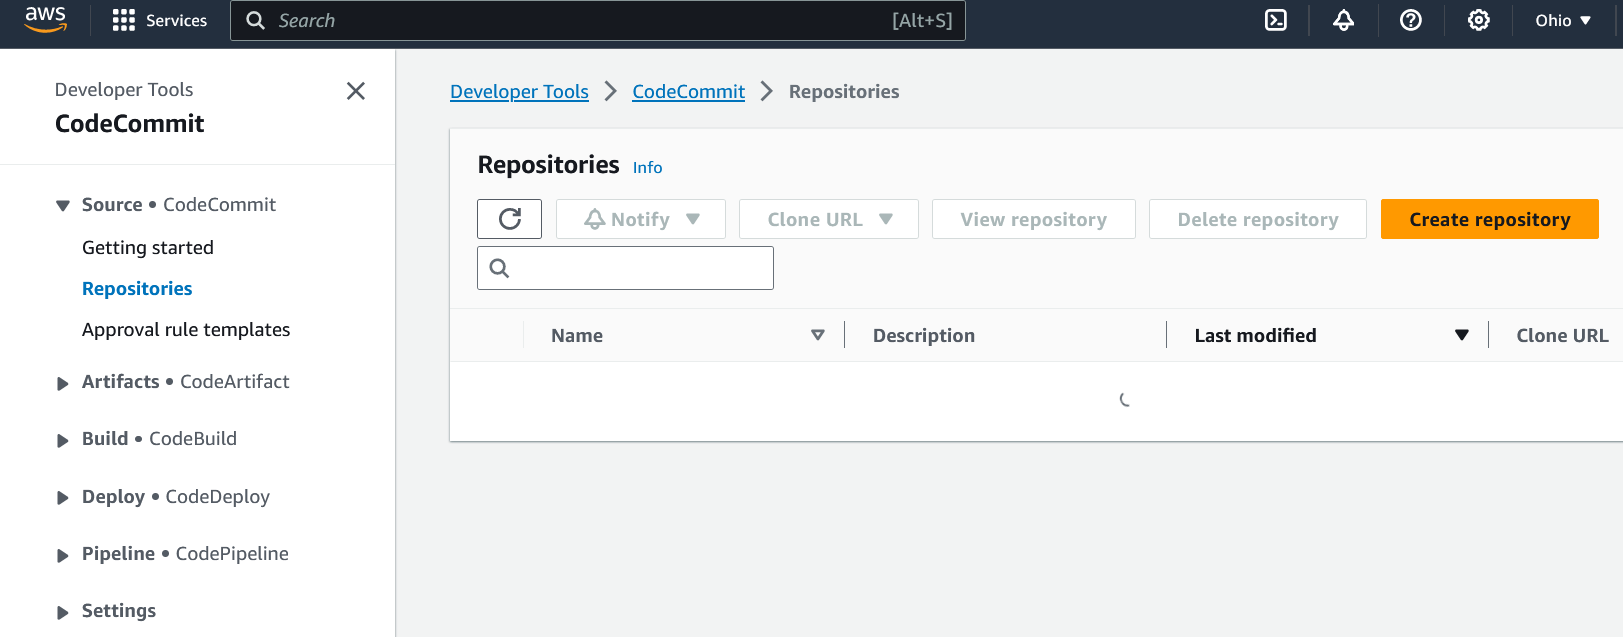 aws Services Search [Alt+S] Ohio
Developer Tools
CodeCommit
Source • CodeCommit
Getting started
Repositories
Approval rule templates
Artifacts • CodeArtifact
Build • CodeBuild
Deploy • CodeDeploy
Pipeline • CodePipeline
Settings
Developer Tools > CodeCommit > Repositories
Repositories Info
Notify Clone URL View repository Delete repository Create repository
Name Description Last modified Clone URL